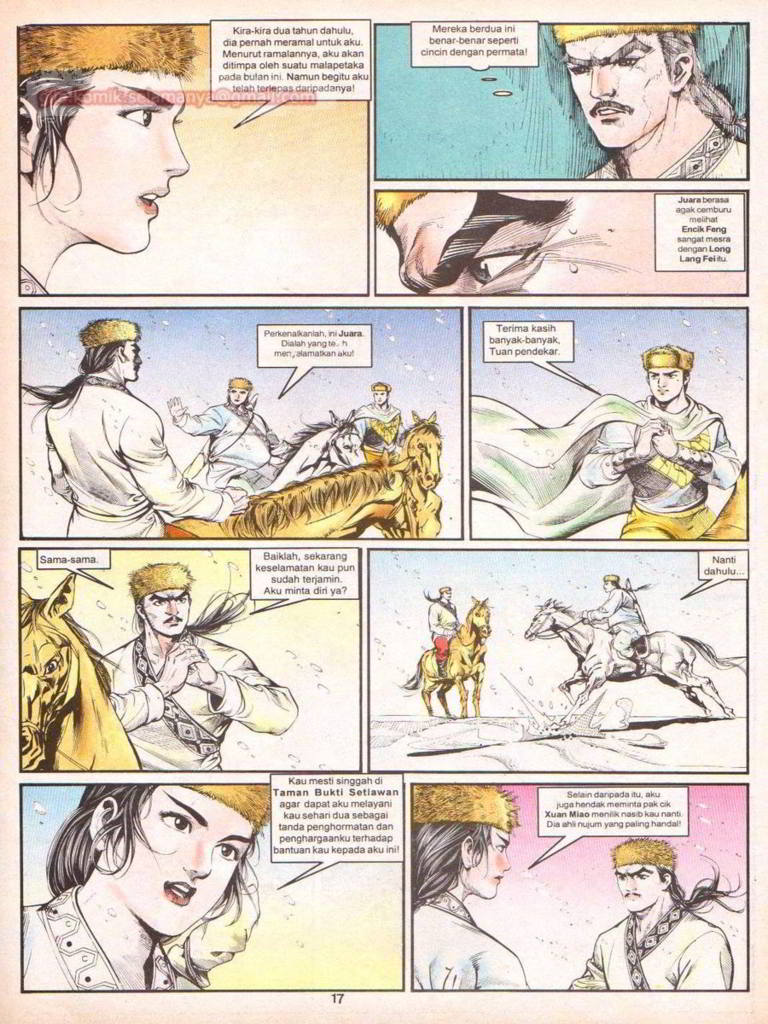 Kira-kira dua tahun dahulu,
dia pernah meramal untuk aku.
Menurut ramalannya, aku akan
ditimpa oleh suatu malapetaka
pada bulan ini. Namun begitu aku
telah terlepas daripadanya!
komik.selamanya@gmail.com
Mereka berdua ini
benar-benar seperti
cincin dengan permata!
Juara berasa
agak cemburu
melihat
Encik Feng
sangat mesra
dengan Long
Lang Fei itu.
Perkenalkanlah, ini Juara.
Dialah yang
aku!
Terima kasih
banyak-banyak,
Tuan pendekar.
Sama-sama.
Baiklah, sekarang
keselamatan kau pun
sudah terjamin.
Aku minta diri ya?
Nanti
dahulu...
Kau mesti singgah di
Taman Bukti Setiawan
agar dapat aku melayani
kau sehari dua sebagai
tanda penghormatan dan
penghargaanku terhadap
bantuan kau kepada aku ini!
Selain daripada itu, aku
juga hendak meminta pak cik
Xuan Miao menilik nasib kau nanti.
Dia ahli nujum yang paling handal!
17